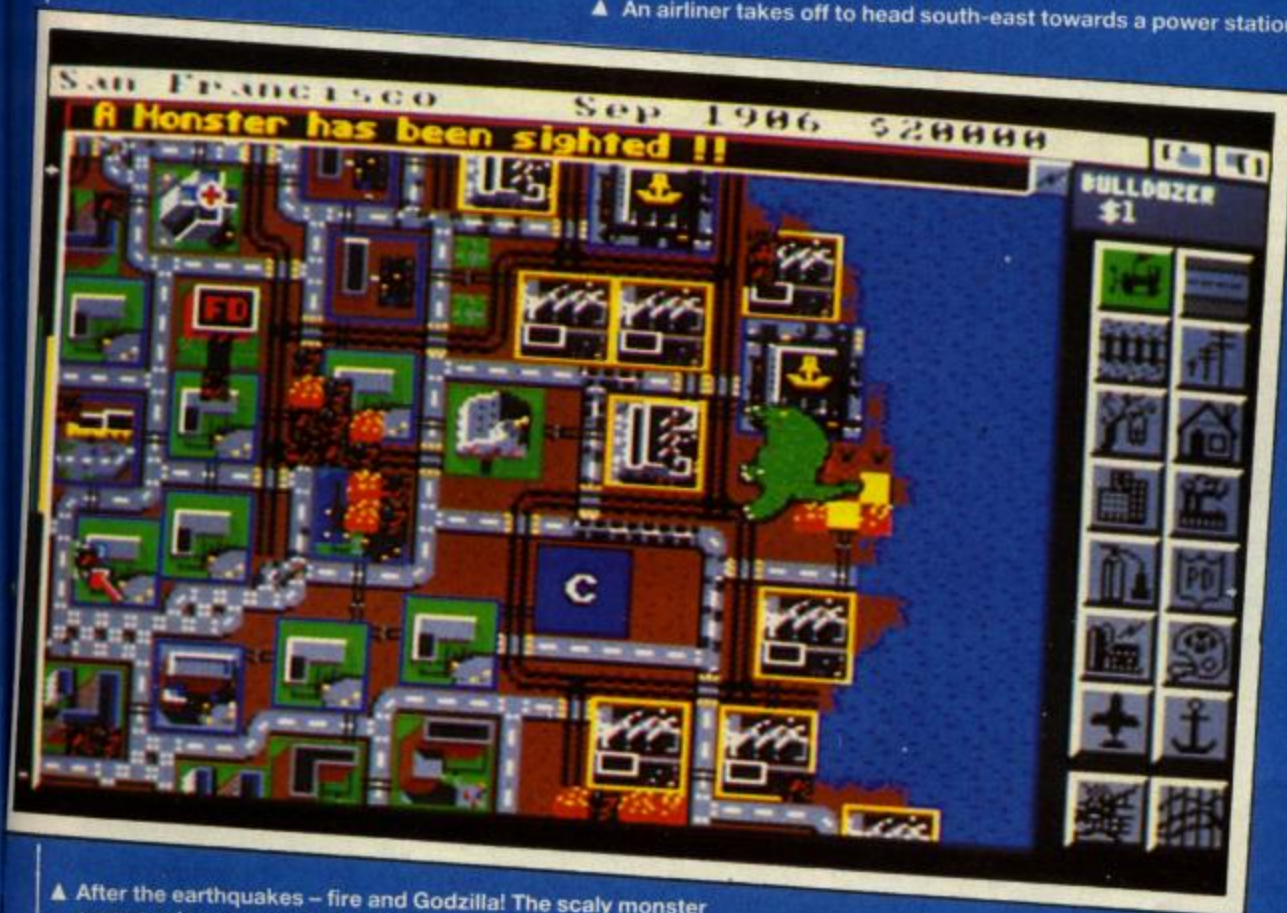 ▲ An airliner takes off to head south-east towards a power station
San Francisco Sep 1906 $20000
A Monster has been sighted !!
BULLDOZER
$1
FD
C
PD
▲ After the earthquakes – fire and Godzilla! The scaly monster